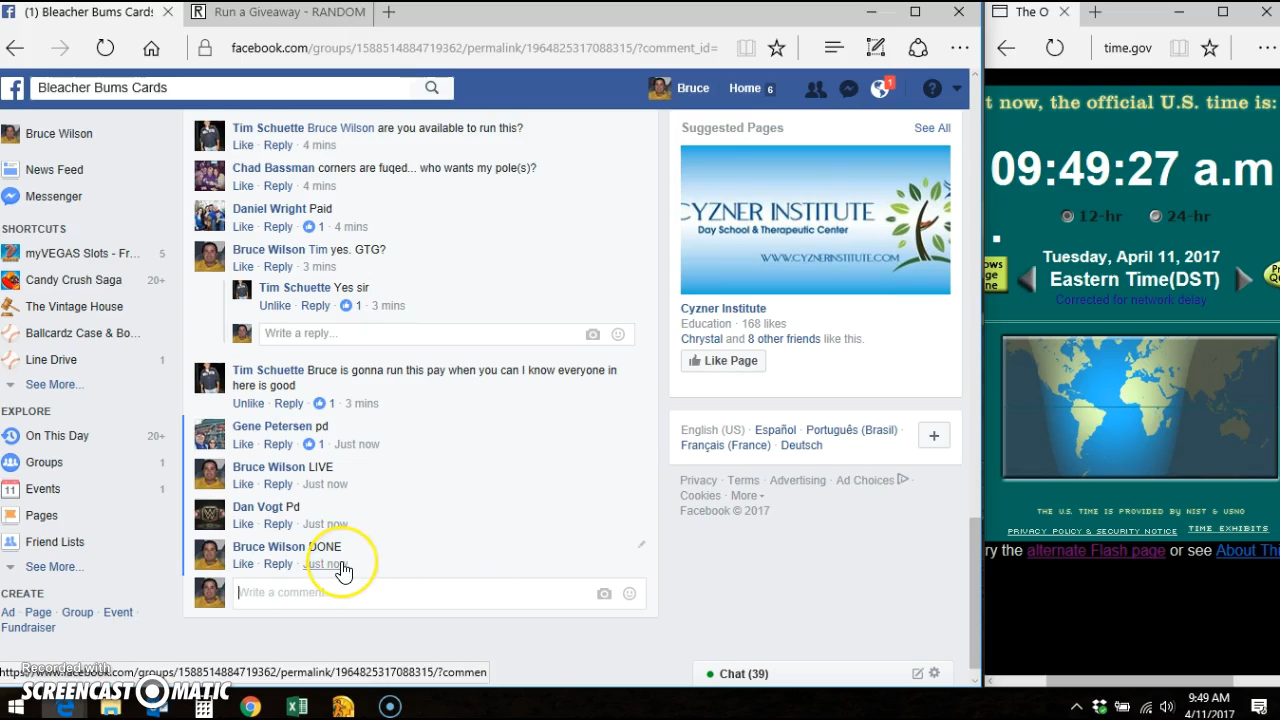 (1) Bleacher Bums Cards
Run a Giveaway - RANDOM
The O
facebook.com/groups/1588514884719362/permalink/1964825317088315/?comment_id=
time.gov
Bleacher Bums Cards
Bruce
Home 6
1
Bruce Wilson
News Feed
Messenger
SHORTCUTS
myVEGAS Slots - Fr... 5
Candy Crush Saga 20+
The Vintage House
Ballcardz Case & Bo...
Line Drive 1
See More...
EXPLORE
On This Day 20+
Groups 1
Events 1
11
Pages
Friend Lists
See More...
CREATE
Ad · Page · Group · Event ·
Fundraiser
Tim Schuette Bruce Wilson are you available to run this?
Like · Reply · 4 mins
Chad Bassman corners are fuqed... who wants my pole(s)?
Like · Reply · 4 mins
Daniel Wright Paid
Like · Reply · 1 · 4 mins
Bruce Wilson Tim yes. GTG?
Like · Reply · 3 mins
Tim Schuette Yes sir
Unlike · Reply · 1 · 3 mins
Write a reply...
Tim Schuette Bruce is gonna run this pay when you can I know everyone in
here is good
Unlike · Reply · 1 · 3 mins
Gene Petersen pd
Like · Reply · 1 · Just now
Bruce Wilson LIVE
Like · Reply · Just now
Dan Vogt Pd
Like · Reply · Just now
Bruce Wilson DONE
Like · Reply · Just now
Write a comment...
Suggested Pages
See All
CYZNER INSTITUTE
Day School & Therapeutic Center
WWW.CYZNERINSTITUTE.COM
Cyzner Institute
Education · 168 likes
Chrystal and 8 other friends like this.
Like Page
English (US) · Español · Português (Brasil) ·
Français (France) · Deutsch
Privacy · Terms · Advertising · Ad Choices ·
Cookies · More
Facebook © 2017
Chat (39)
t now, the official U.S. time is:
09:49:27 a.m
12-hr 24-hr
Tuesday, April 11, 2017
Eastern Time(DST)
Corrected for network delay
THE U.S. TIME IS PROVIDED BY NIST & USNO
PRIVACY POLICY & SECURITY NOTICE TIME EXHIBITS
ry the alternate Flash page or see About Th
https://www.facebook.com/groups/1588514884719362/permalink/1964825317088315/?commen
Recorded with
SCREENCAST MATIC
9:49 AM
4/11/2017